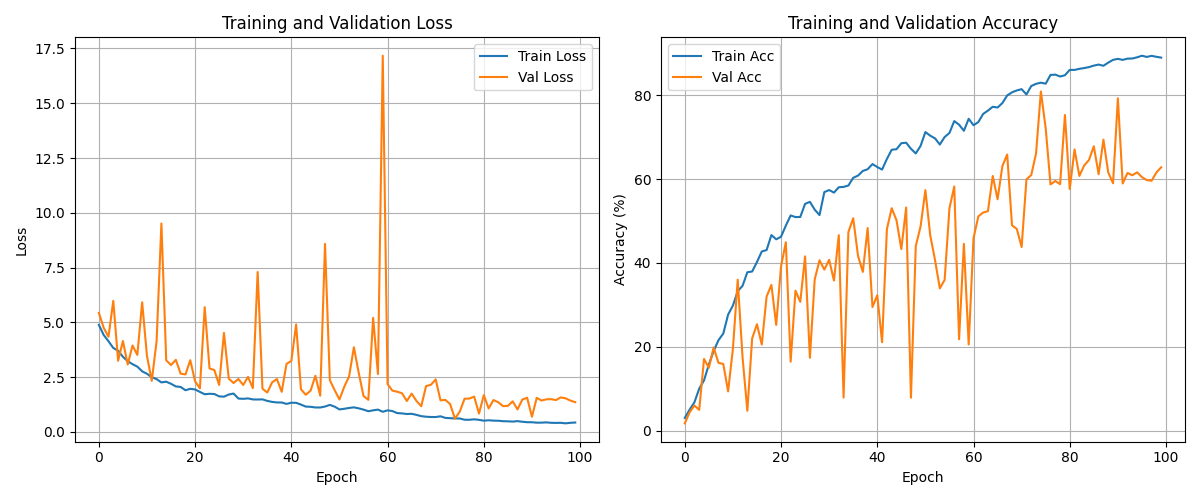 Training and Validation Loss
17.5
15.0
12.5
10.0
7.5
5.0
2.5
0.0
Loss
0 20 40 60 80 100
Epoch
Train Loss
Val Loss
Training and Validation Accuracy
80
60
40
20
0
Accuracy (%)
0 20 40 60 80 100
Epoch
Train Acc
Val Acc